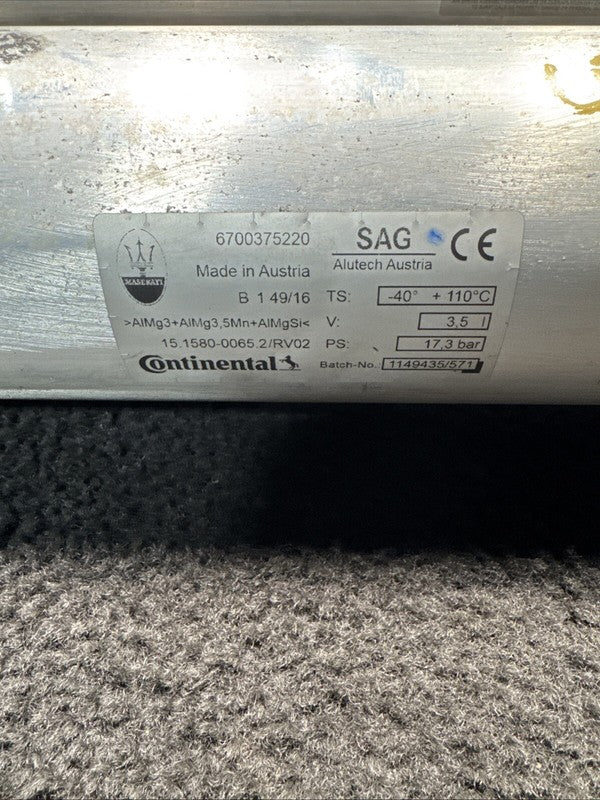 MASERATI
6700375220
Made in Austria
B 1 49/16
>AlMg3+AlMg3,5Mn+AlMgSi<
15.1580-0065.2/RV02
Continental
SAG CE
Alutech Austria
TS: -40° + 110°C
V: 3,5 l
PS: 17,3 bar
Batch-No. 1149435/571